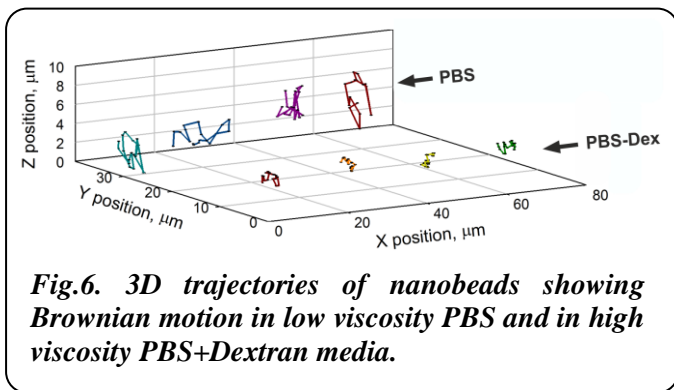 10
8
6
4
2
0
Z position, μm
PBS
PBS-Dex
30
20
10
0
Y position, μm
0
20
40
60
80
X position, μm
Fig.6. 3D trajectories of nanobeads showing
Brownian motion in low viscosity PBS and in high
viscosity PBS+Dextran media.